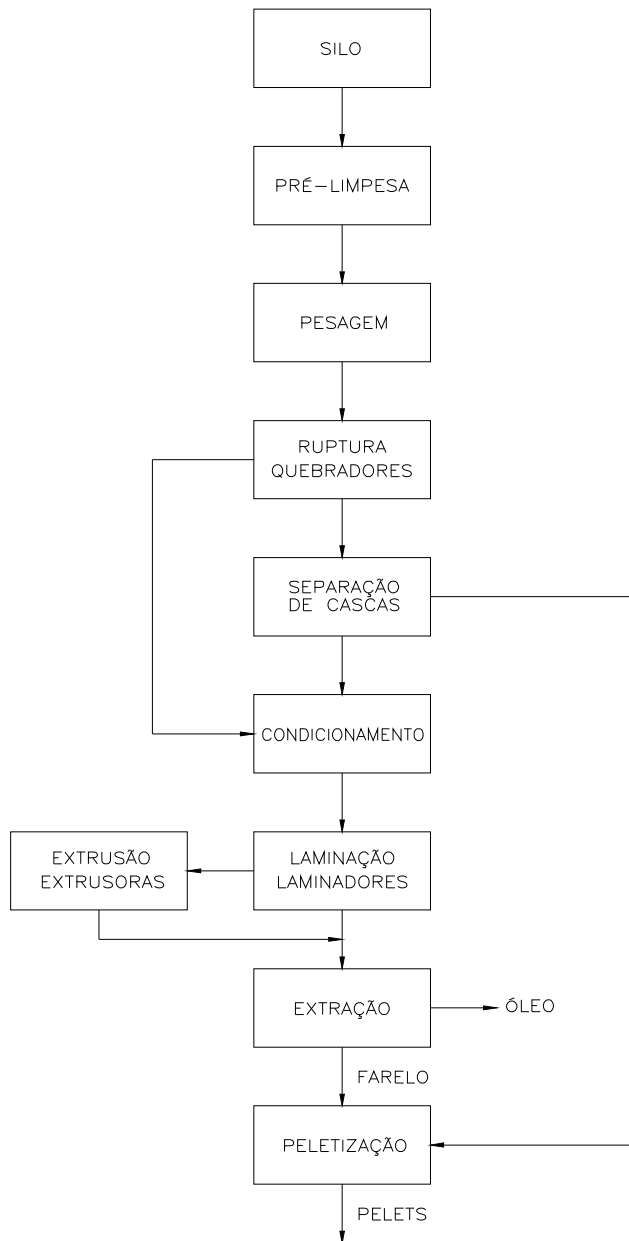 SILO
PRÉ-LIMPESA
PESAGEM
RUPTURA
QUEBRADORES
SEPARAÇÃO
DE CASCAS
CONDICIONAMENTO
EXTRUSÃO
EXTRUSORAS
LAMINAÇÃO
LAMINADORES
EXTRAÇÃO
ÓLEO
FARELO
PELETIZAÇÃO
PELETS